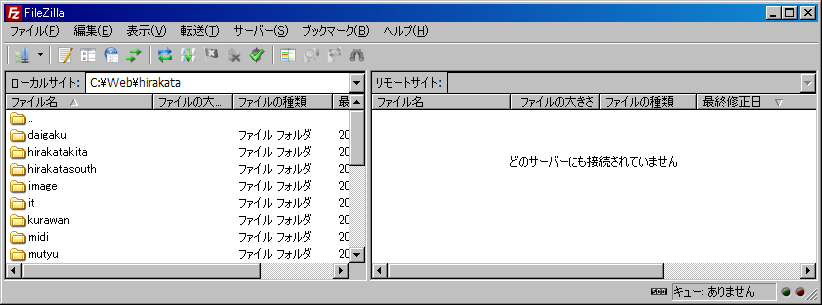 FileZilla
ファイル(F) 編集(E) 表示(V) 転送(T) サーバー(S) ブックマーク(B) ヘルプ(H)
ローカルサイト: C:¥Web¥hirakata
リモートサイト:
ファイル名 ファイルの大... ファイルの種類 最
ファイル名 ファイルの大きさ ファイルの種類 最終修正日
..
daigaku ファイル フォルダ 20
hirakatakita ファイル フォルダ 20
hirakatasouth ファイル フォルダ 20
image ファイル フォルダ 20
it ファイル フォルダ 20
kurawan ファイル フォルダ 20
midi ファイル フォルダ 20
mutyu ファイル フォルダ 20
どのサーバーにも接続されていません
キュー: ありません